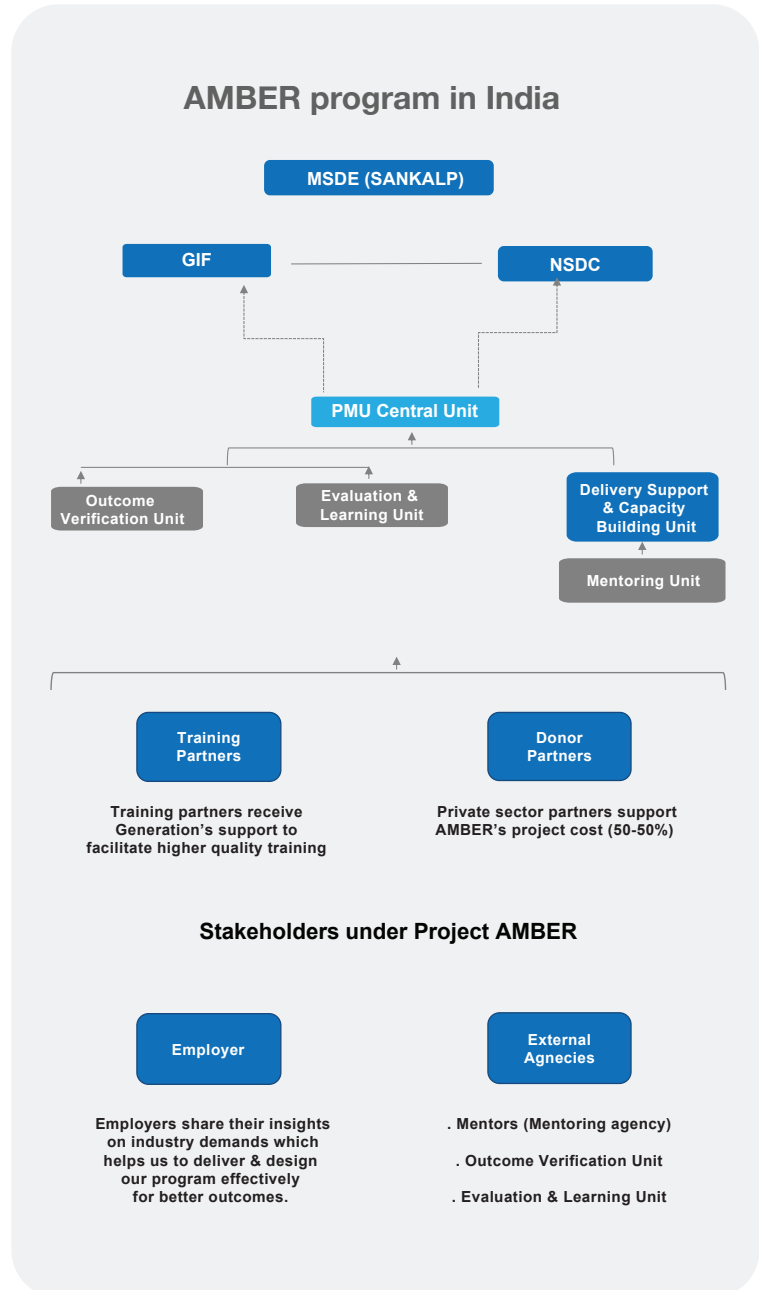 AMBER program in India
MSDE (SANKALP)
GIF
NSDC
PMU Central Unit
Outcome
Verification Unit
Evaluation &
Learning Unit
Delivery Support
& Capacity
Building Unit
Mentoring Unit
Training
Partners
Donor
Partners
Training partners receive
Generation’s support to
facilitate higher quality training
Private sector partners support
AMBER’s project cost (50-50%)
Stakeholders under Project AMBER
Employer
External
Agnecies
Employers share their insights
on industry demands which
helps us to deliver & design
our program effectively
for better outcomes.
. Mentors (Mentoring agency)
. Outcome Verification Unit
. Evaluation & Learning Unit